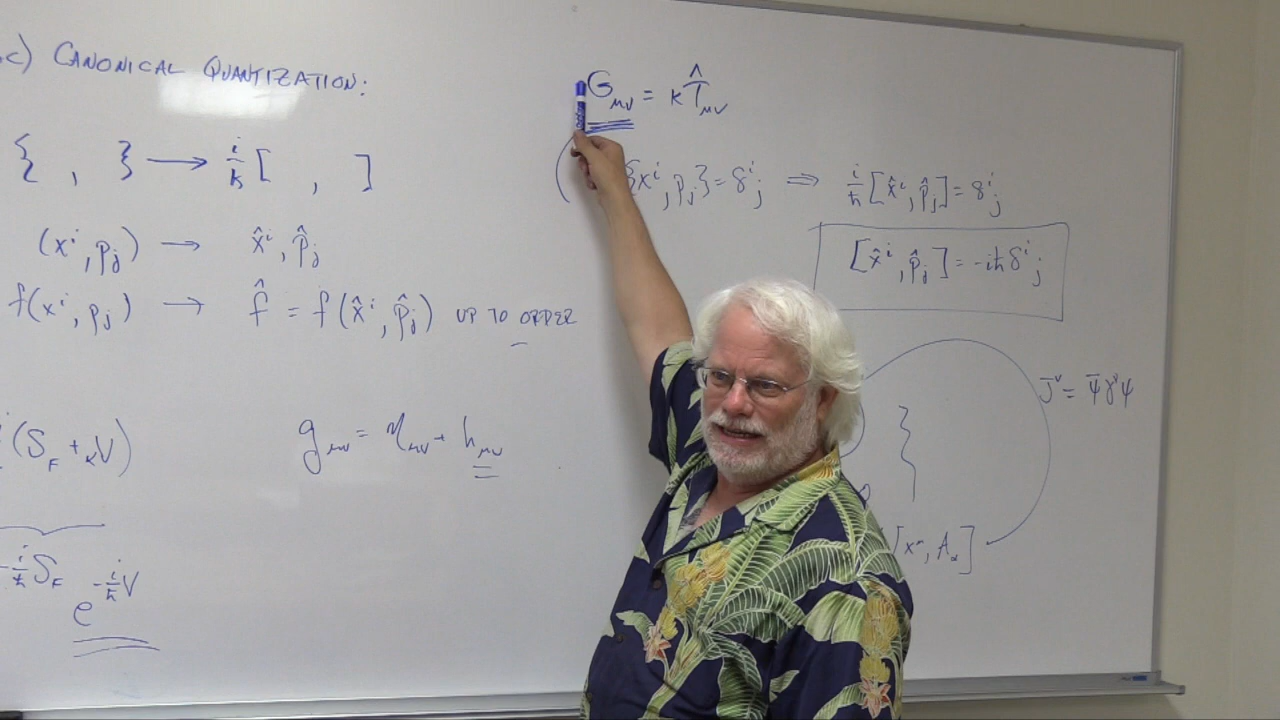 c) CANONICAL QUANTIZATION:
G_μν = κ T̂_μν
{ , } → i/ħ [ , ]
{x^i, p_j} = δ^i_j ⇒ i/ħ [x̂^i, p̂_j] = δ^i_j
(x^i, p_j) → x̂^i, p̂_j
[x̂^i, p̂_j] = -iħ δ^i_j
f(x^i, p_j) → f̂ = f(x̂^i, p̂_j) UP TO ORDER
J^ν = ψ̄ γ^ν ψ
(S_F + κV)
g_μν = η_μν + h_μν
[x^α, A_α]
-i/ħ S_F
e^{-i/ħ V}